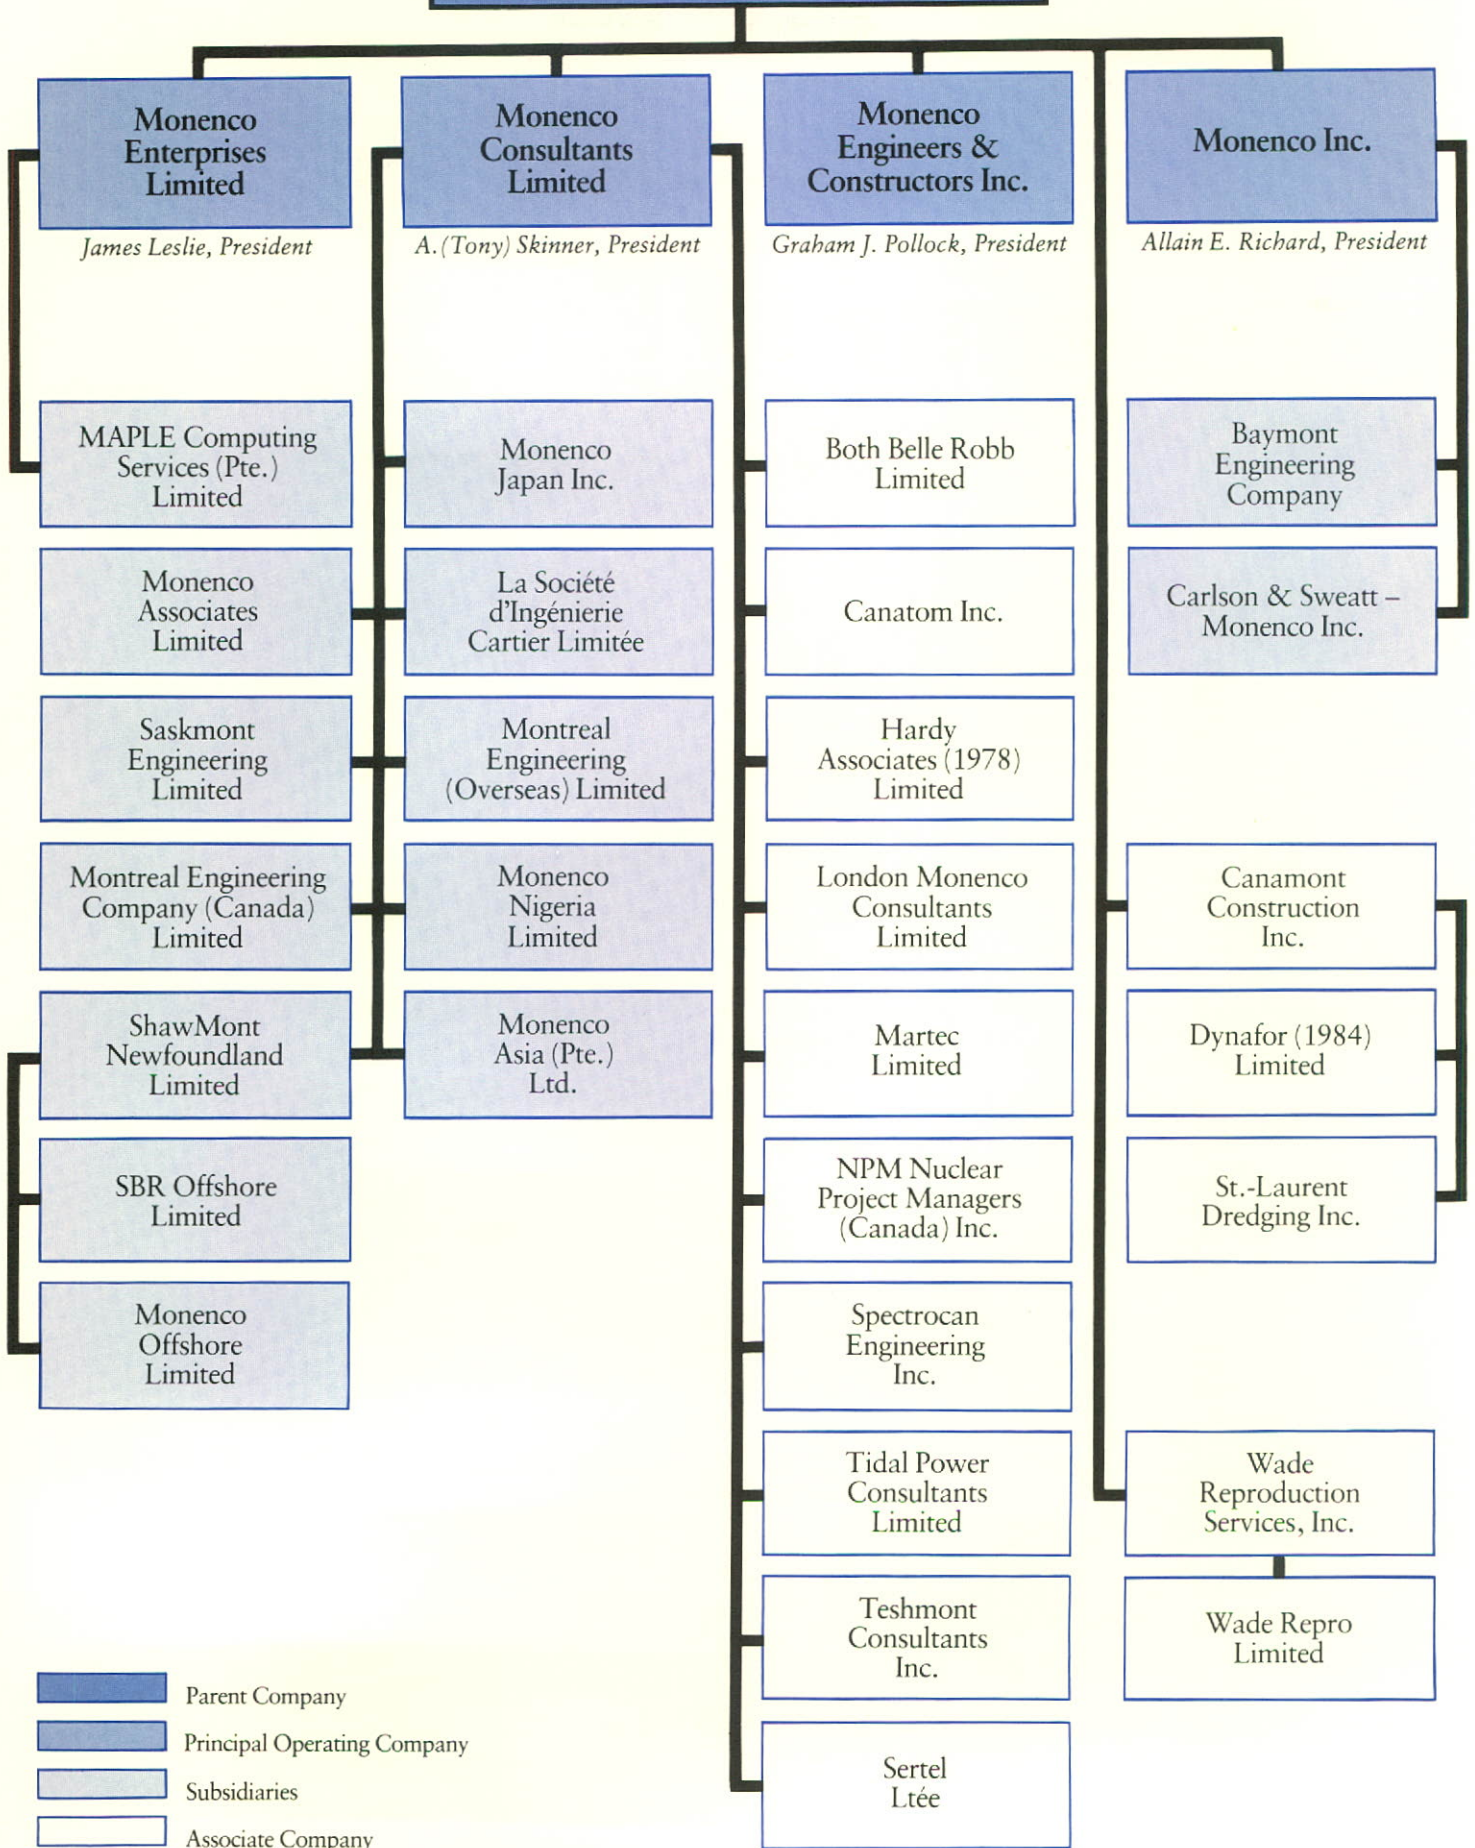 Monenco
Enterprises
Limited
James Leslie, President
Monenco
Consultants
Limited
A. (Tony) Skinner, President
Monenco
Engineers &
Constructors Inc.
Graham J. Pollock, President
Monenco Inc.
Allain E. Richard, President
MAPLE Computing
Services (Pte.)
Limited
Monenco
Associates
Limited
Saskmont
Engineering
Limited
Montreal Engineering
Company (Canada)
Limited
ShawMont
Newfoundland
Limited
SBR Offshore
Limited
Monenco
Offshore
Limited
Monenco
Japan Inc.
La Société
d'Ingénierie
Cartier Limitée
Montreal
Engineering
(Overseas) Limited
Monenco
Nigeria
Limited
Monenco
Asia (Pte.)
Ltd.
Both Belle Robb
Limited
Canatom Inc.
Hardy
Associates (1978)
Limited
London Monenco
Consultants
Limited
Martec
Limited
NPM Nuclear
Project Managers
(Canada) Inc.
Spectrocan
Engineering
Inc.
Tidal Power
Consultants
Limited
Teshmont
Consultants
Inc.
Sertel
Ltée
Baymont
Engineering
Company
Carlson & Sweatt –
Monenco Inc.
Canamont
Construction
Inc.
Dynafor (1984)
Limited
St.-Laurent
Dredging Inc.
Wade
Reproduction
Services, Inc.
Wade Repro
Limited
Parent Company
Principal Operating Company
Subsidiaries
Associate Company